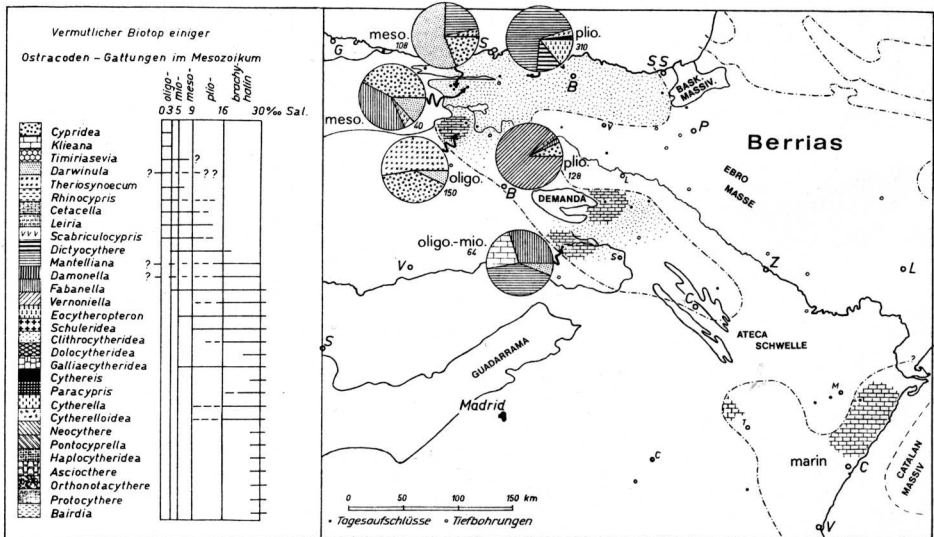 Vermutlicher Biotop einiger
Ostracoden – Gattungen im Mesozoikum
oligo-
mio-
meso-
plio-
brachy-
halin
0 3 5 9 16 30 ‰ Sal.
Cypridea
Klieana
Timiriasevia ?
Darwinula ? ? ?
Theriosynoecum
Rhinocypris
Cetacella
Leiria
Scabriculocypris
Dictyocythere
Mantelliana ?
Damonella ?
Fabanella
Vernoniella
Eocytheropteron
Schuleridea
Clithrocytheridea
Dolocytheridea
Galliaecytheridea
Cythereis
Paracypris
Cytherella
Cytherelloidea
Neocythere
Pontocyprella
Haplocytheridea
Asciocthere
Orthonotacythere
Protocythere
Bairdia
G
meso.
108
S
plio.
310
B
SS
BASK.
MASSIV
meso.
40
V
P
Berrias
oligo.
150
B
plio.
128
L
EBRO
MASSE
DEMANDA
oligo.-mio.
64
V
S
Z
L
C
ATECA
SCHWELLE
S
GUADARRAMA
Madrid
?
M
T
C
marin
C
CATALAN
MASSIV
V
0 50 100 150 km
• Tagesaufschlüsse ∘ Tiefbohrungen